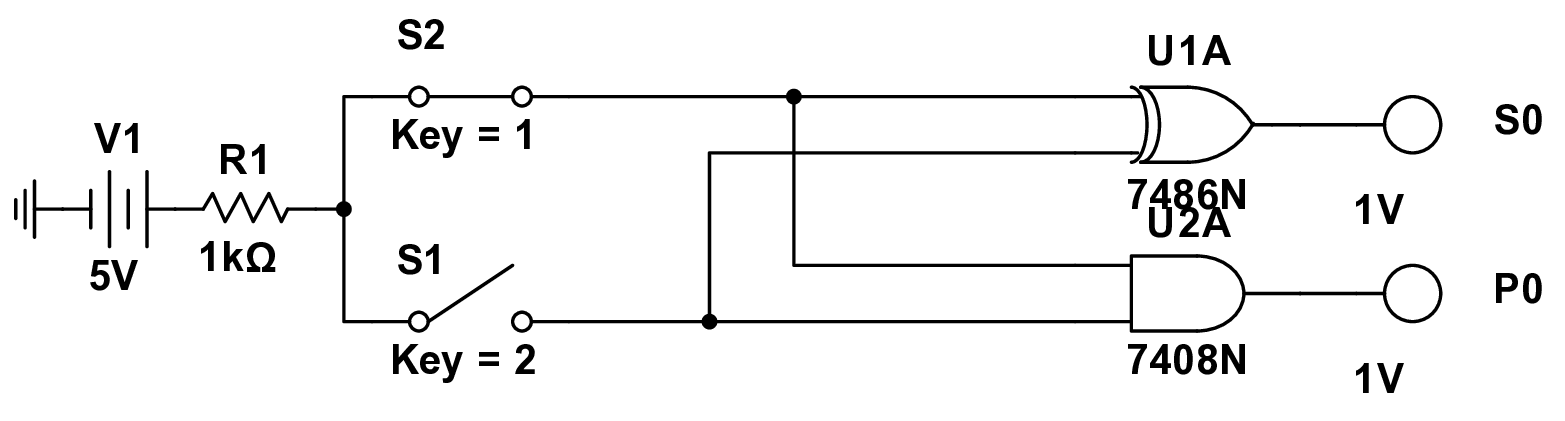 S2
U1A
V1
R1
Key = 1
S0
7486N
1V
U2A
5V
1kΩ
S1
P0
Key = 2
7408N
1V